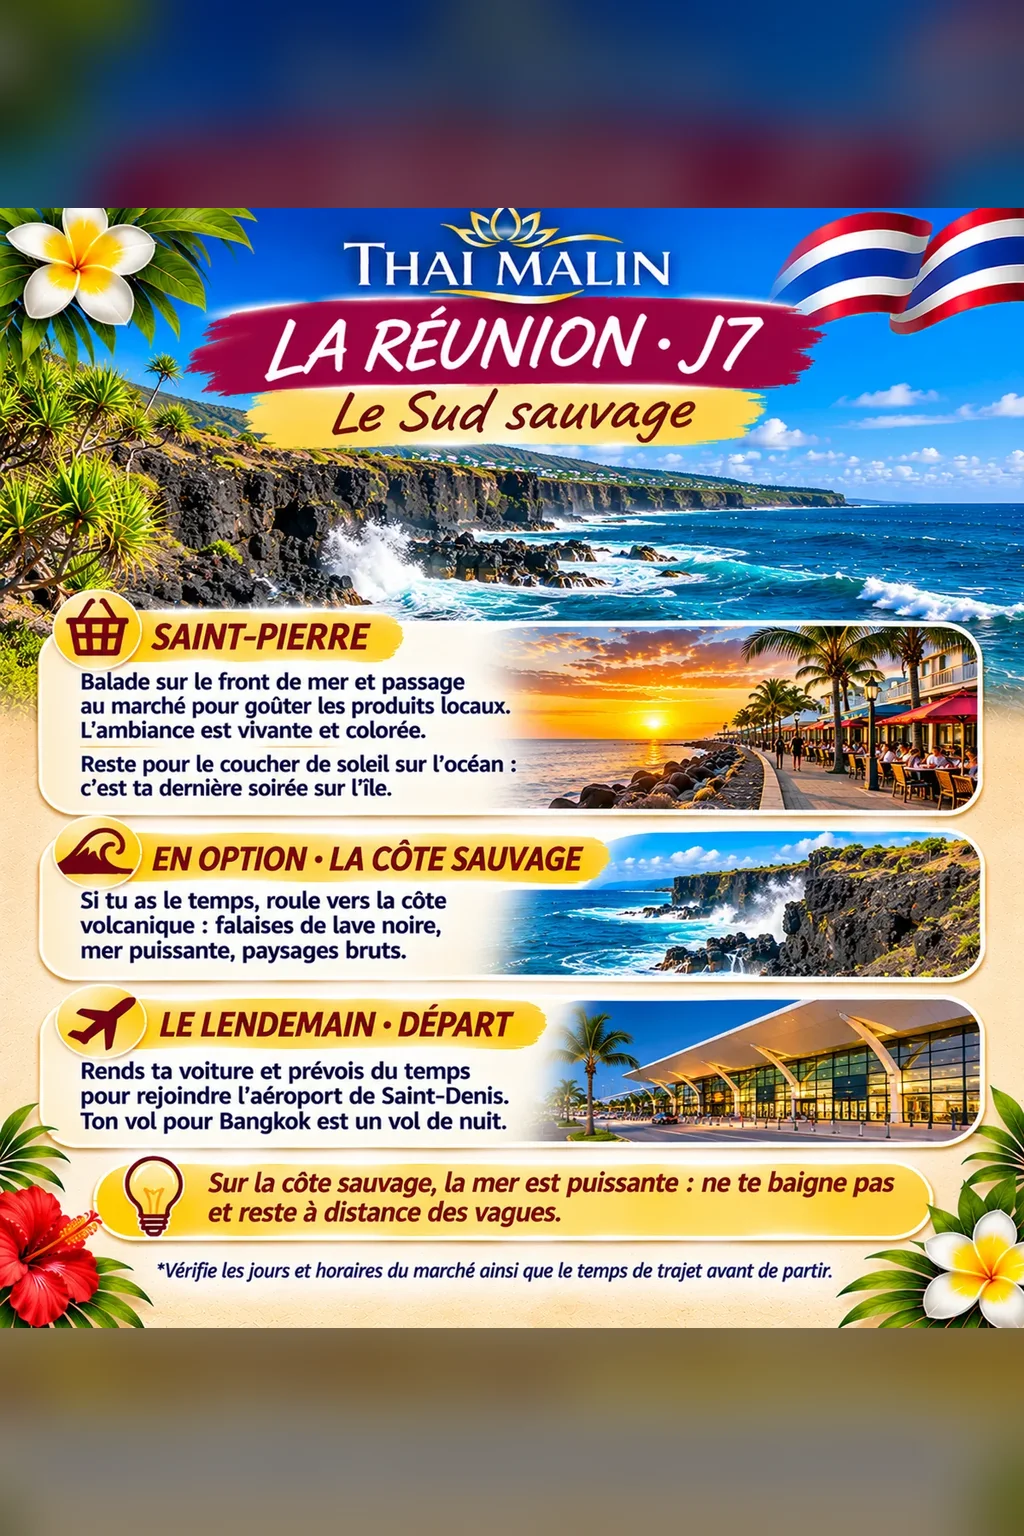 THAI MALIN
LA RÉUNION · J7
Le Sud sauvage
SAINT-PIERRE
Balade sur le front de mer et passage
au marché pour goûter les produits locaux.
L'ambiance est vivante et colorée.
Reste pour le coucher de soleil sur l'océan :
c'est ta dernière soirée sur l'île.
EN OPTION · LA CÔTE SAUVAGE
Si tu as le temps, roule vers la côte
volcanique : falaises de lave noire,
mer puissante, paysages bruts.
LE LENDEMAIN · DÉPART
Rends ta voiture et prévois du temps
pour rejoindre l'aéroport de Saint-Denis.
Ton vol pour Bangkok est un vol de nuit.
Sur la côte sauvage, la mer est puissante : ne te baigne pas
et reste à distance des vagues.
*Vérifie les jours et horaires du marché ainsi que le temps de trajet avant de partir.